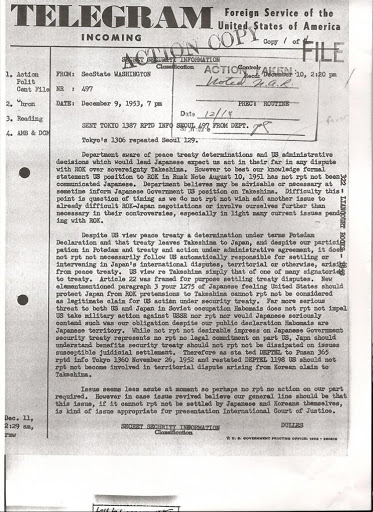 TELEGRAM Foreign Service of the
United States of America
INCOMING
ACTION COPY
Copy 1 of
FILE
SECRET SECURITY INFORMATION
Classification
1. Action
Polit
Cent File
2. Chron
3. Reading
4. AMB & DCM
FROM: SecState WASHINGTON
NR : 497
DATE: December 9, 1953, 7 pm
Control:
Recd: December 10, 2:20 pm
ACTION TAKEN
Noted
Date 12/14
PREC: ROUTINE
SENT TOKYO 1387 RPTD INFO SEOUL 497 FROM DEPT.
Tokyo's 1306 repeated Seoul 129.
Department aware of peace treaty determinations and US administrative
decisions which would lead Japanese expect us act in their favor in any dispute
with ROK over sovereignty Takeshima. However to best our knowledge formal
statement US position to ROK in Rusk Note August 10, 1951 has not rpt not been
communicated Japanese. Department believes may be advisable or necessary at
sometime inform Japanese Government US position on Takeshima. Difficulty this
point is question of timing as we do not rpt not wish add another issue to
already difficult ROK-Japan negotiations or involve ourselves further than
necessary in their controversies, especially in light many current issues pend
ing with ROK.
Despite US view peace treaty a determination under terms Potsdam
Declaration and that treaty leaves Takeshima to Japan, and despite our partici
pation in Potsdam and treaty and action under administrative agreement, it does
not rpt not necessarily follow US automatically responsible for settling or
intervening in Japan's international disputes, territorial or otherwise, arising
from peace treaty. US view re Takeshima simply that of one of many signatories
to treaty. Article 22 was framed for purpose settling treaty disputes. New
elementmentioned paragraph 3 your 1275 of Japanese feeling United States should
protect Japan from ROK pretensions to Takeshima cannot rpt not be considered
as legitimate claim for US action under security treaty. Far more serious
threat to both US and Japan in Soviet occupation Habomais does not rpt not impel
US take military action against USSR nor rpt nor would Japanese seriously
contend such was our obligation despite our public declaration Habomais are
Japanese territory. While not rpt not desirable impress on Japanese Government
security treaty represents no rpt no legal commitment on part US, Japn should
understand benefits security treaty should not rpt not be dissipated on issues
susceptible juidicial settlement. Therefore as sta ted DEPTEL to Pusan 365
rptd info Tokyo 1360 November 26, 1952 and restated DEPTEL 1198 US should not
rpt not become involved in territorial dispute arising from Korean claim to
Takeshima.
Issue seems less acute at moment so perhaps no rpt no action on our part
required. However in case issue revived believe our general line should be that
this issue, if it cannot rpt not be settled by Japanese and Koreans themselves,
is kind of issue appropriate for presentation International Court of Justice.
Dec. 11,
2:29 am,
DULLES
SECRET SECURITY INFORMATION
Classification
U. S. GOVERNMENT PRINTING OFFICE